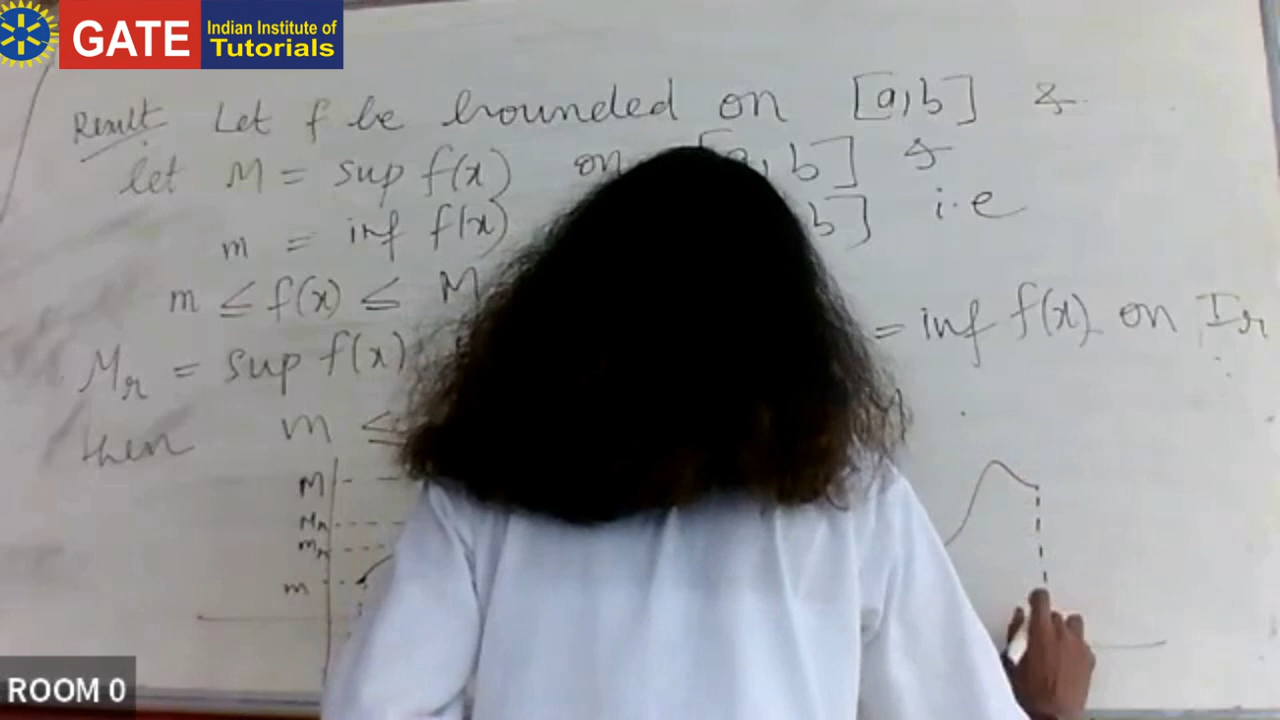 GATE
Indian Institute of
Tutorials
Result Let f be bounded on [a,b] &
let M = sup f(x) on [a, b] &
m = inf f(x) b] i.e
m ≤ f(x) ≤ M
Mr = sup f(x) = inf f(x) on Ir
then m ≤
M
Mr
mr
m
ROOM 0